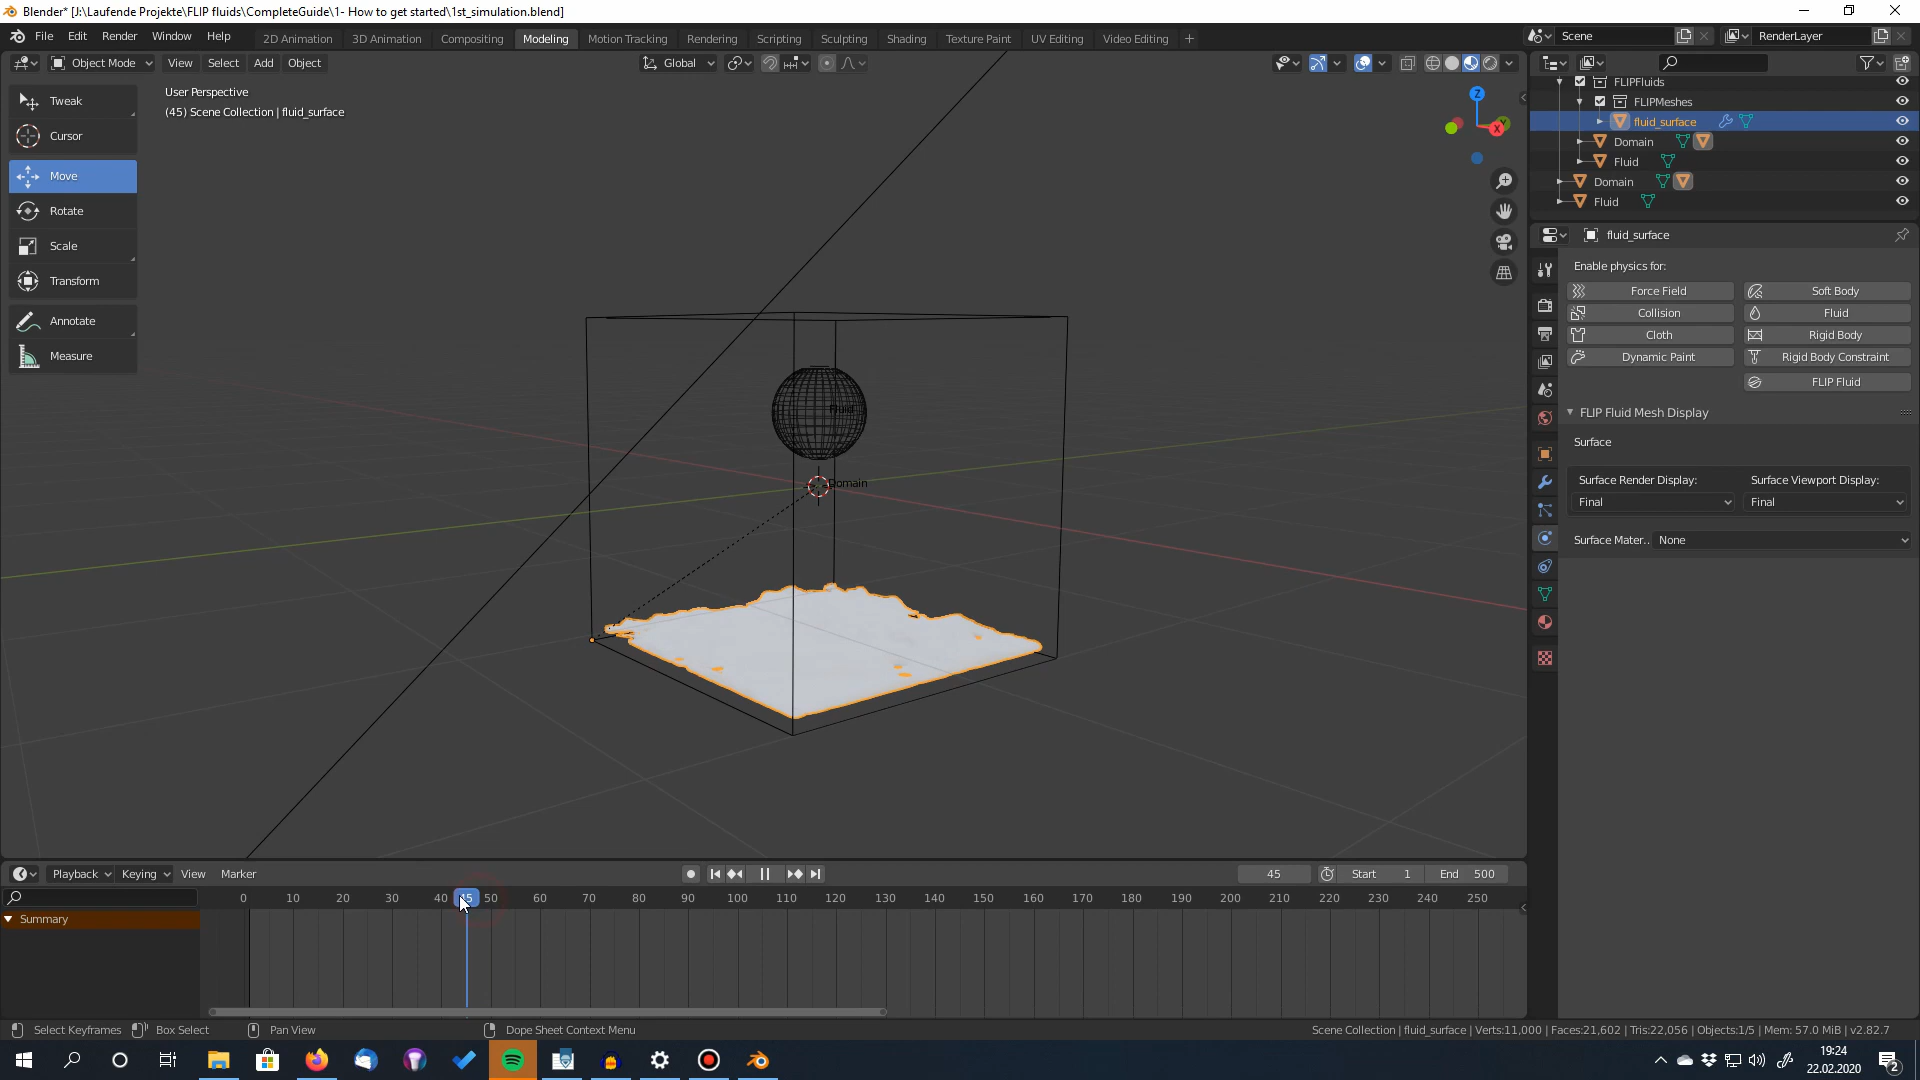 Blender* [J:\Laufende Projekte\FLIP fluids\CompleteGuide\1- How to get started\1st_simulation.blend]
File Edit Render Window Help 2D Animation 3D Animation Compositing Modeling Motion Tracking Rendering Scripting Sculpting Shading Texture Paint UV Editing Video Editing + Scene RenderLayer
Object Mode View Select Add Object Global
User Perspective
(45) Scene Collection | fluid_surface
Tweak
Cursor
Move
Rotate
Scale
Transform
Annotate
Measure
Z
X
Fluid
Domain
FLIPFluids
FLIPMeshes
fluid_surface
Domain
Fluid
Domain
Fluid
fluid_surface
Enable physics for:
Force Field Soft Body
Collision Fluid
Cloth Rigid Body
Dynamic Paint Rigid Body Constraint
FLIP Fluid
FLIP Fluid Mesh Display
Surface
Surface Render Display: Surface Viewport Display:
Final Final
Surface Mater.. None
Playback Keying View Marker 45 Start 1 End 500
0 10 20 30 40 45 50 60 70 80 90 100 110 120 130 140 150 160 170 180 190 200 210 220 230 240 250
Summary
Select Keyframes Box Select Pan View Dope Sheet Context Menu Scene Collection | fluid_surface | Verts:11,000 | Faces:21,602 | Tris:22,056 | Objects:1/5 | Mem: 57.0 MiB | v2.82.7
19:24
22.02.2020
2